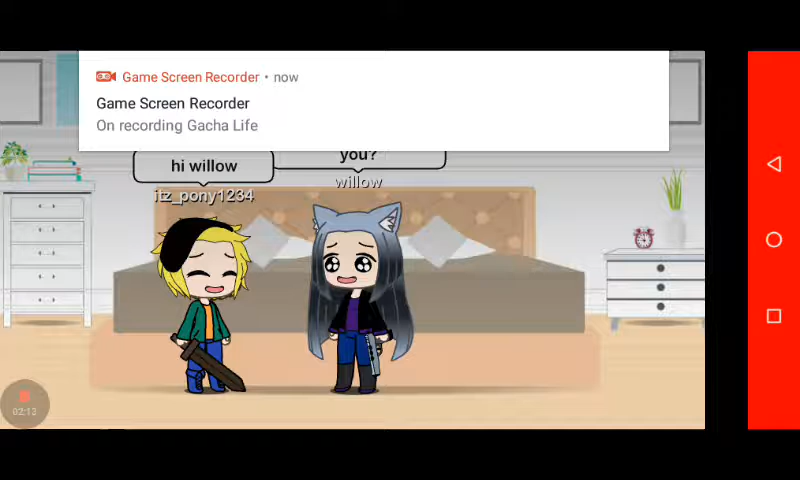 Game Screen Recorder • now
Game Screen Recorder
On recording Gacha Life
hi willow
you?
itz_pony1234
willow
02:13